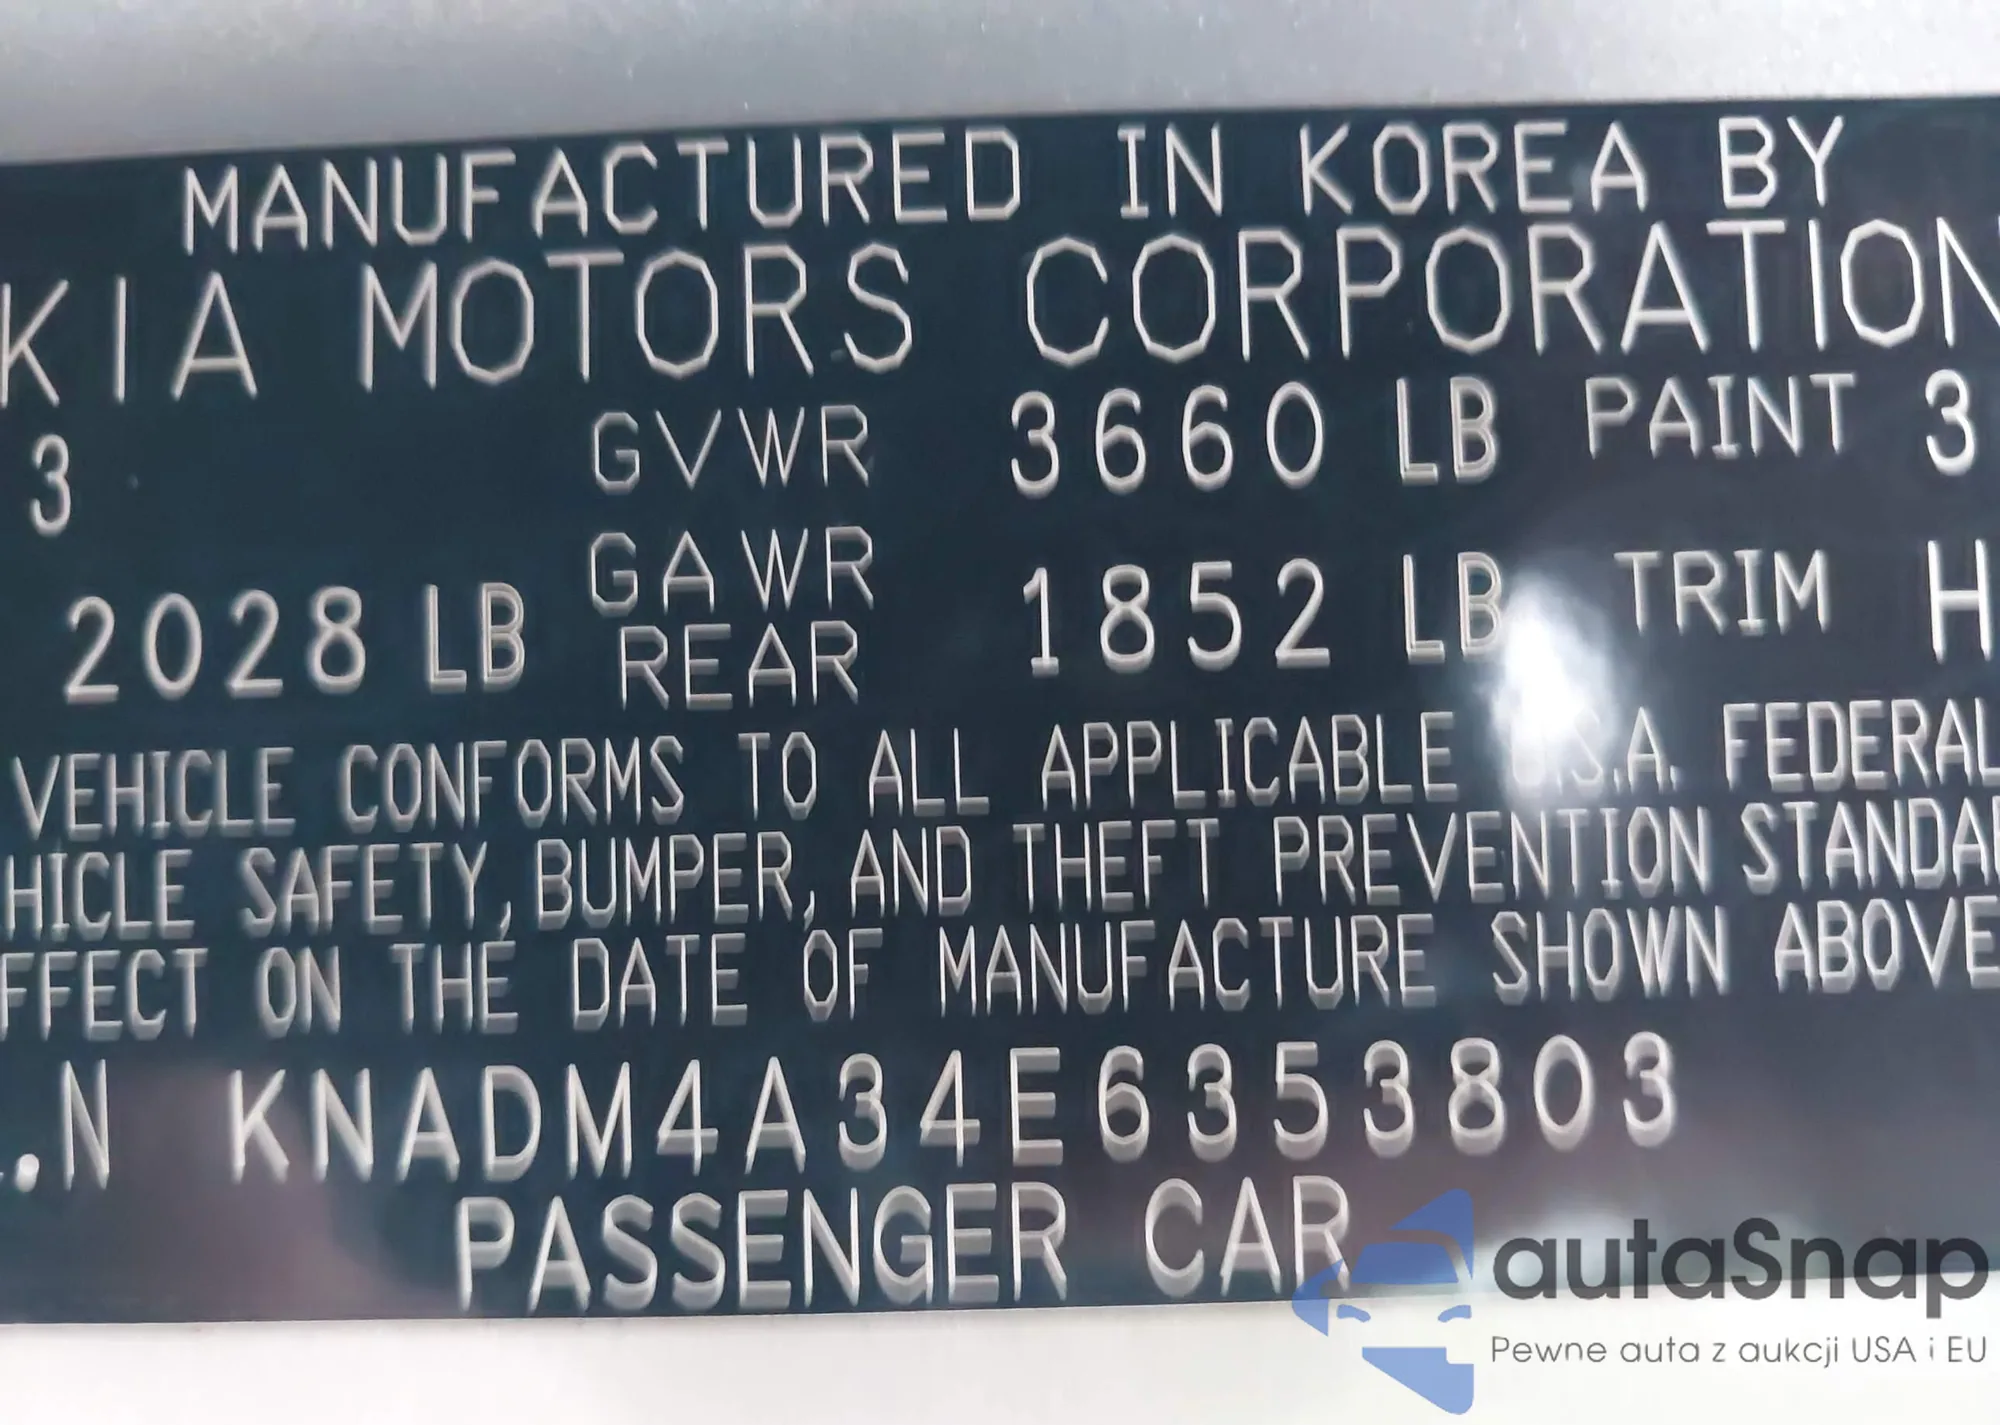 MANUFACTURED IN KOREA BY
KIA MOTORS CORPORATION
3 GVWR 3660 LB PAINT 3
2028 LB GAWR REAR 1852 LB TRIM H
VEHICLE CONFORMS TO ALL APPLICABLE U.S.A. FEDERAL
HICLE SAFETY, BUMPER, AND THEFT PREVENTION STANDA
FFECT ON THE DATE OF MANUFACTURE SHOWN ABOVE
.N KNADM4A34E6353803
PASSENGER CAR
autaSnap
Pewne auta z aukcji USA i EU